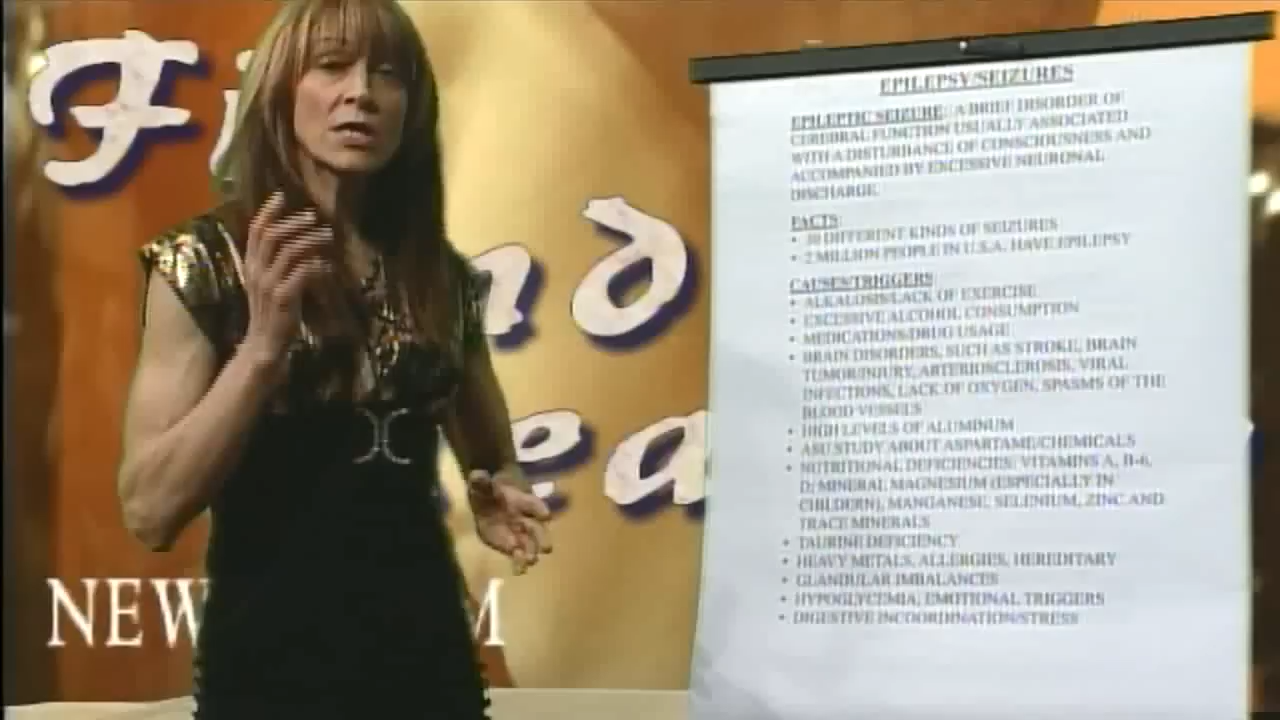 Fi nd
ea
NEW M
EPILEPSY/SEIZURES
EPILEPTIC SEIZURE: A BRIEF DISORDER OF
CEREBRAL FUNCTION USUALLY ASSOCIATED
WITH A DISTURBANCE OF CONSCIOUSNESS AND
ACCOMPANIED BY EXCESSIVE NEURONAL
DISCHARGE
FACTS:
• DIFFERENT KINDS OF SEIZURES
• 2 MILLION PEOPLE IN U.S.A. HAVE EPILEPSY
CAUSES/TRIGGERS:
• ALKALOSIS/LACK OF EXERCISE
• EXCESSIVE ALCOHOL CONSUMPTION
• MEDICATIONS/DRUG USAGE
• BRAIN DISORDERS, SUCH AS STROKE, BRAIN
TUMOR/INJURY, ARTERIOSCLEROSIS, VIRAL
INFECTIONS, LACK OF OXYGEN, SPASMS OF THE
BLOOD VESSELS
• HIGH LEVELS OF ALUMINUM
• ASU STUDY ABOUT ASPARTAME/CHEMICALS
• NUTRITIONAL DEFICIENCIES: VITAMINS A, B-6,
D; MINERAL MAGNESIUM (ESPECIALLY IN
CHILDERN), MANGANESE, SELENIUM, ZINC AND
TRACE MINERALS
• TAURINE DEFICIENCY
• HEAVY METALS, ALLERGIES, HEREDITARY
• GLANDULAR IMBALANCES
• HYPOGLYCEMIA, EMOTIONAL TRIGGERS
• DIGESTIVE INCOORDINATION/STRESS